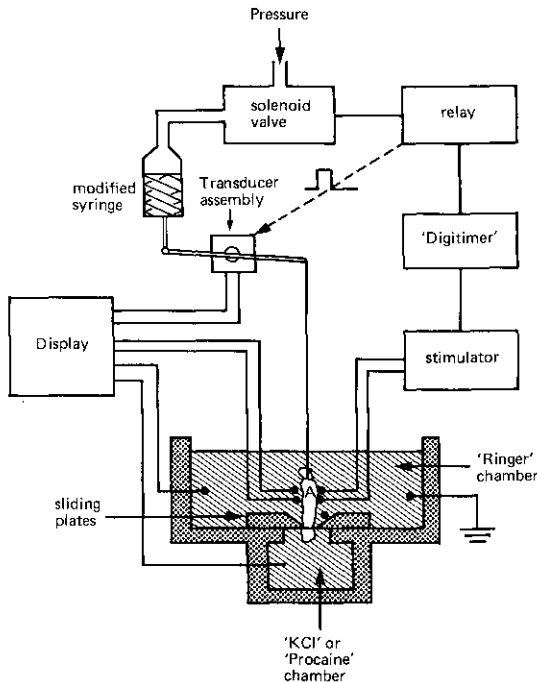 Pressure
solenoid
valve
relay
modified
syringe
Transducer
assembly
'Digitimer'
Display
stimulator
A
'Ringer'
chamber
sliding
plates
'KCl' or
'Procaine'
chamber